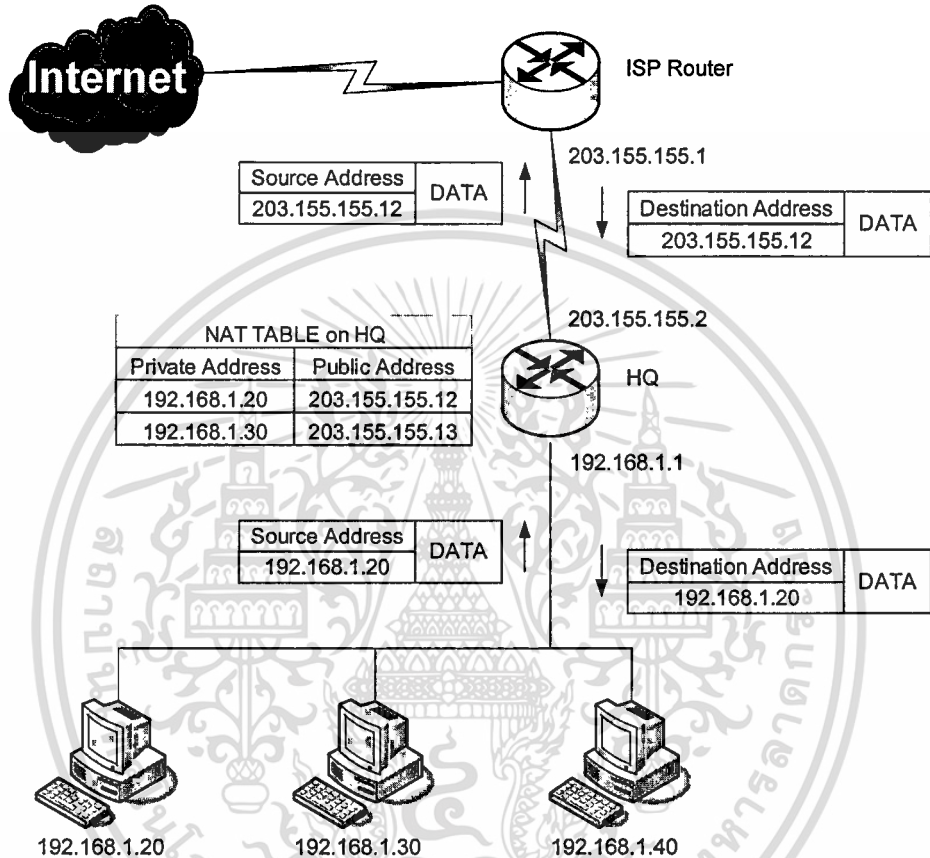 Internet
ISP Router
203.155.155.1
Source Address
203.155.155.12
DATA
Destination Address
203.155.155.12
DATA
203.155.155.2
HQ
NAT TABLE on HQ
Private Address Public Address
192.168.1.20 203.155.155.12
192.168.1.30 203.155.155.13
192.168.1.1
Source Address
192.168.1.20
DATA
Destination Address
192.168.1.20
DATA
192.168.1.20
192.168.1.30
192.168.1.40